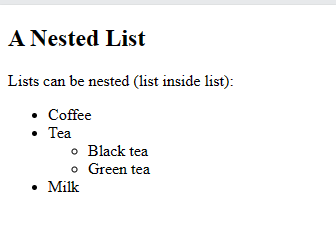 A Nested List
Lists can be nested (list inside list):
Coffee
Tea
Black tea
Green tea
Milk